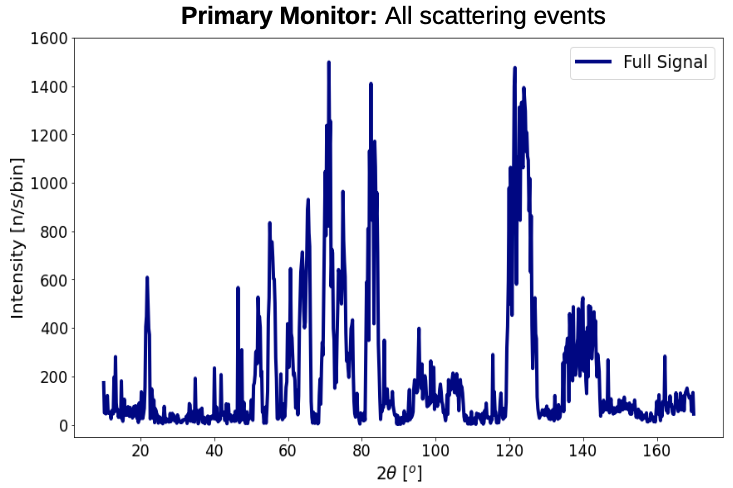 Primary Monitor: All scattering events
1600
1400
1200
1000
800
600
400
200
0
Intensity [n/s/bin]
Full Signal
20 40 60 80 100 120 140 160
2θ [°]